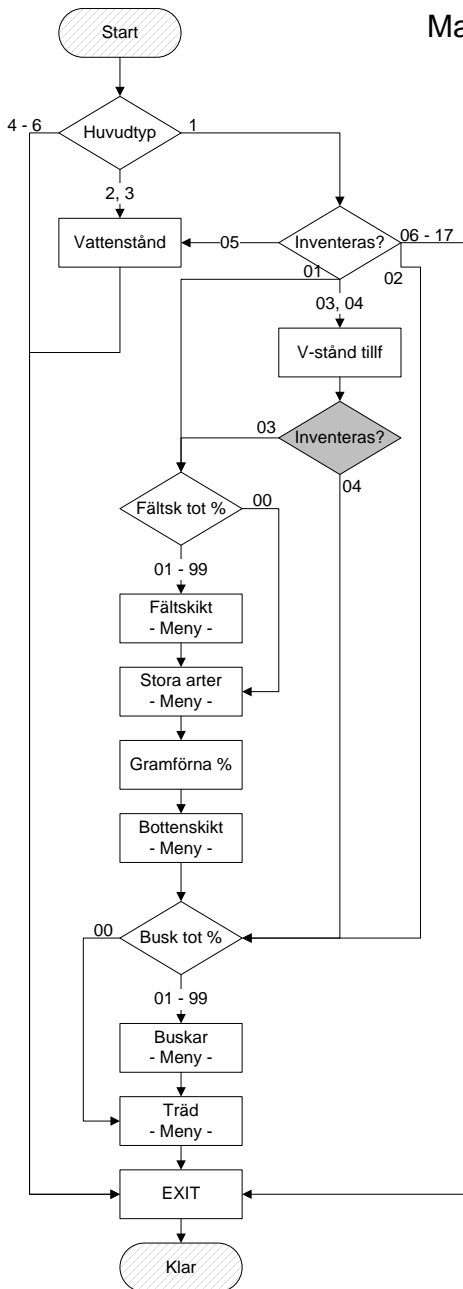 Start
Ma
4 - 6
Huvudtyp
1
2, 3
Vattenstånd
05
Inventeras?
06 - 17
01
02
03, 04
V-stånd tillf
03
Inventeras?
04
Fältsk tot %
00
01 - 99
Fältskikt
- Meny -
Stora arter
- Meny -
Gramförna %
Bottenskikt
- Meny -
00
Busk tot %
01 - 99
Buskar
- Meny -
Träd
- Meny -
EXIT
Klar